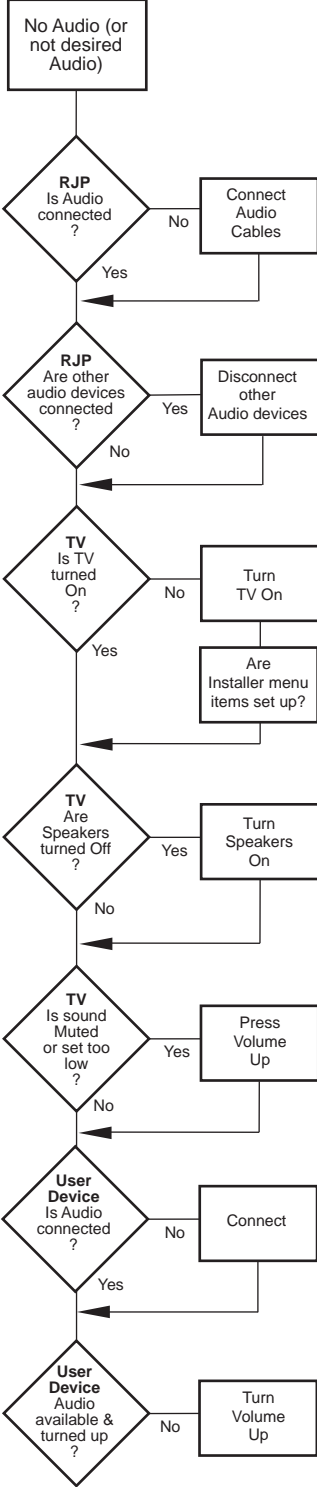 No Audio (or
not desired
Audio)
RJP
Is Audio
connected
?
No
Connect
Audio
Cables
Yes
RJP
Are other
audio devices
connected
?
Yes
Disconnect
other
Audio devices
No
TV
Is TV
turned
On
?
No
Turn
TV On
Yes
Are
Installer menu
items set up?
TV
Are
Speakers
turned Off
?
Yes
Turn
Speakers
On
No
TV
Is sound
Muted
or set too
low
?
Yes
Press
Volume
Up
No
User
Device
Is Audio
connected
?
No
Connect
Yes
User
Device
Audio
available &
turned up
?
No
Turn
Volume
Up